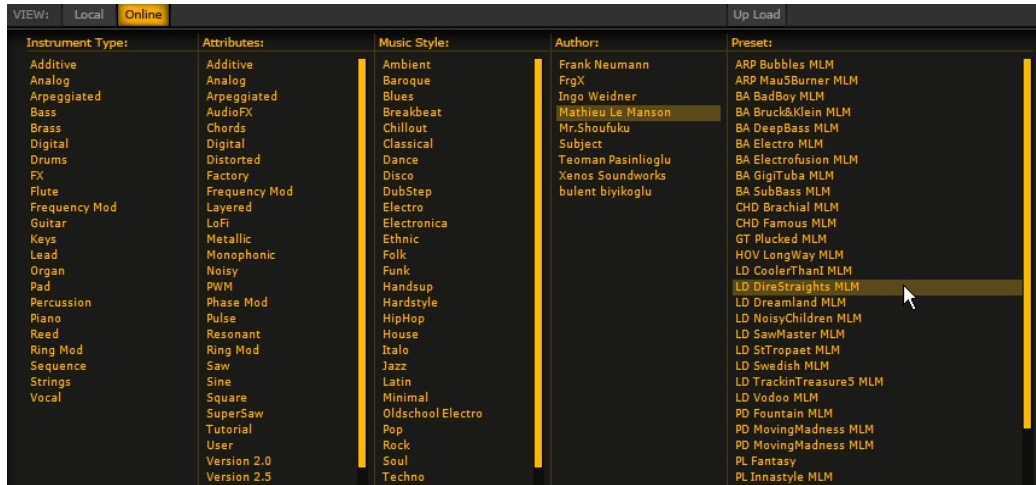 VIEW: Local Online Up Load
Instrument Type:
Additive
Analog
Arpeggiated
Bass
Brass
Digital
Drums
FX
Flute
Frequency Mod
Guitar
Keys
Lead
Organ
Pad
Percussion
Piano
Reed
Ring Mod
Sequence
Strings
Vocal
Attributes:
Additive
Analog
Arpeggiated
AudioFX
Chords
Digital
Distorted
Factory
Frequency Mod
Layered
LoFi
Metallic
Monophonic
Noisy
PWM
Phase Mod
Pulse
Resonant
Ring Mod
Saw
Sine
Square
SuperSaw
Tutorial
User
Version 2.0
Version 2.5
Music Style:
Ambient
Baroque
Blues
Breakbeat
Chillout
Classical
Dance
Disco
DubStep
Electro
Electronica
Ethnic
Folk
Funk
Handsup
Hardstyle
HipHop
House
Italo
Jazz
Latin
Minimal
Oldschool Electro
Pop
Rock
Soul
Techno
Author:
Frank Neumann
FrgX
Ingo Weidner
Mathieu Le Manson
Mr.Shoufuku
Subject
Teoman Pasinlioglu
Xenos Soundworks
bulent biyikoglu
Preset:
ARP Bubbles MLM
ARP Mau5Burner MLM
BA BadBoy MLM
BA Bruck&Klein MLM
BA DeepBass MLM
BA Electro MLM
BA Electrofusion MLM
BA GigiTuba MLM
BA SubBass MLM
CHD Brachial MLM
CHD Famous MLM
GT Plucked MLM
HOV LongWay MLM
LD CoolerThanI MLM
LD DireStraights MLM
LD Dreamland MLM
LD NoisyChildren MLM
LD SawMaster MLM
LD StTropaet MLM
LD Swedish MLM
LD TrackinTreasure5 MLM
LD Vodoo MLM
PD Fountain MLM
PD MovingMadness MLM
PD MovingMadness MLM
PL Fantasy
PL Innastyle MLM